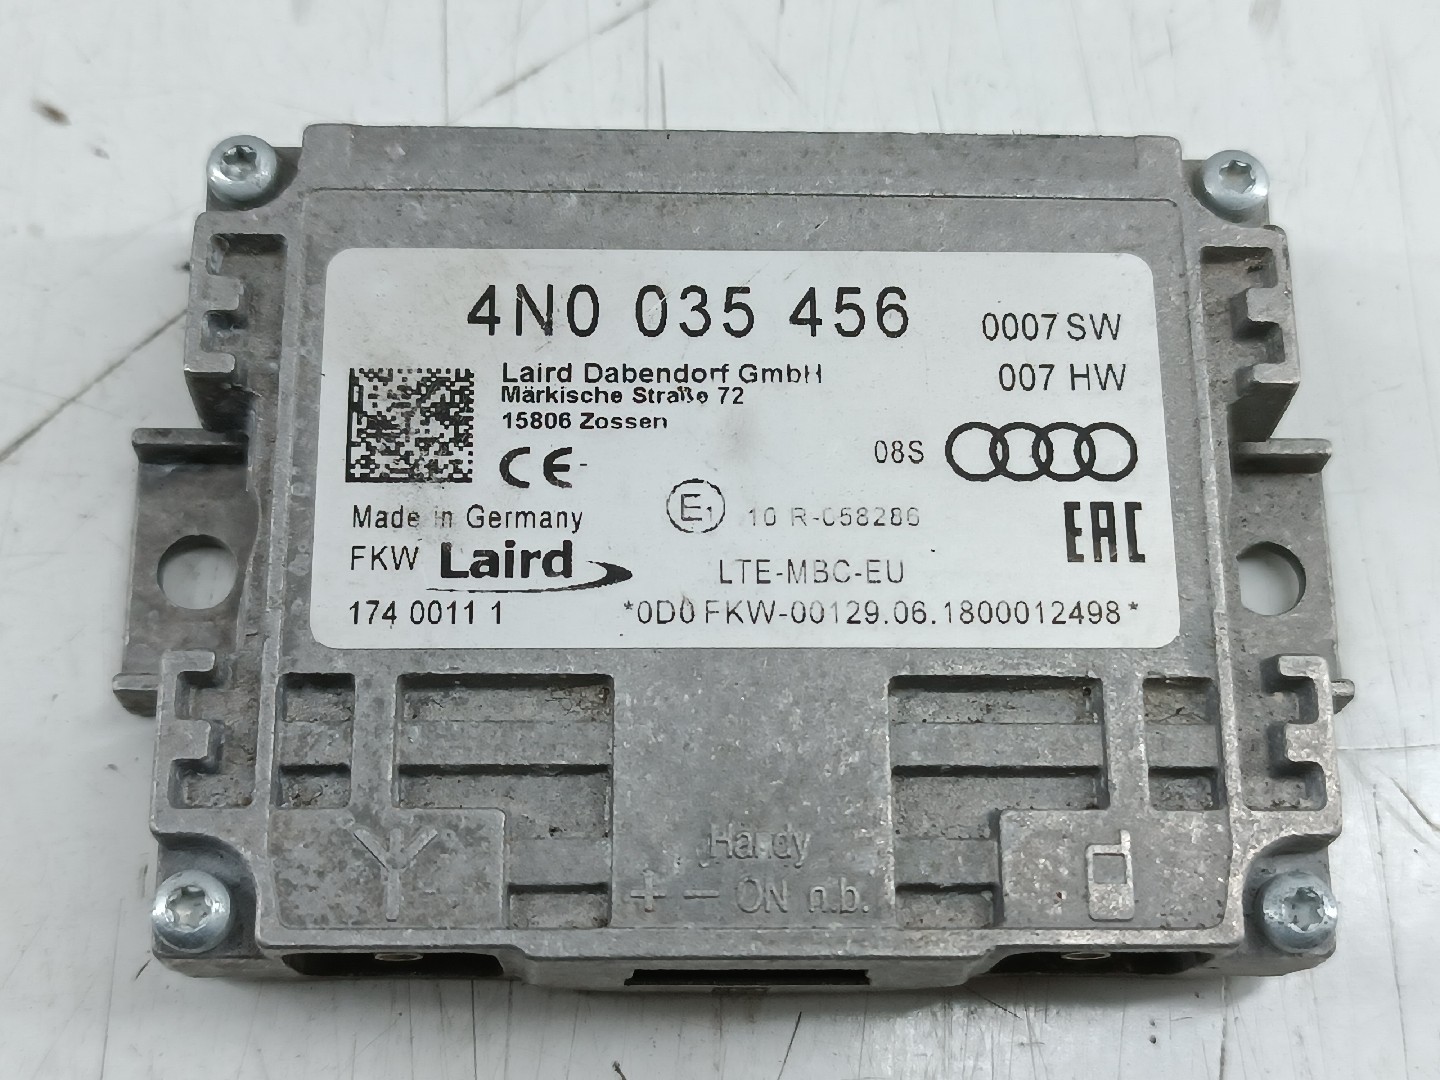 4N0 035 456
0007 SW
Laird Dabendorf GmbH
007 HW
Märkische Straße 72
15806 Zossen
CE
08S
Made in Germany
E1 10 R-058286
EAC
FKW Laird
LTE-MBC-EU
174 0011 1
*0D0 FKW-00129.06.1800012498*
Handy
+ - ON n.b.